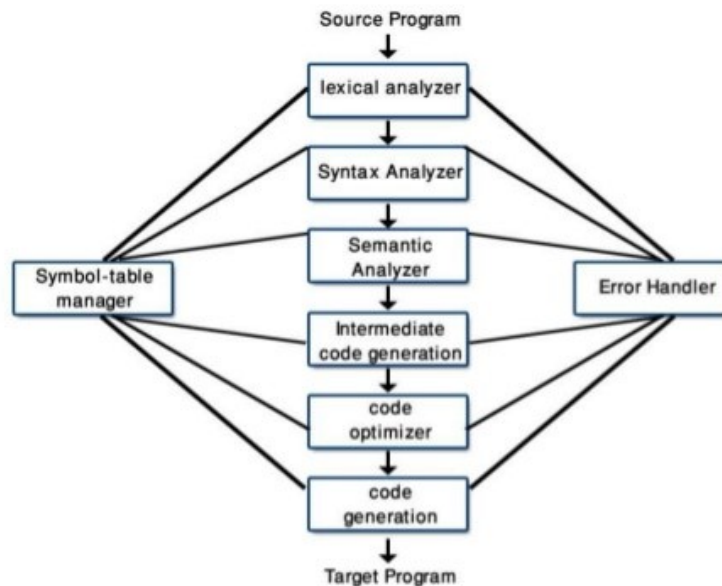 Source Program
lexical analyzer
Syntax Analyzer
Semantic
Analyzer
Symbol-table
manager
Error Handler
Intermediate
code generation
code
optimizer
code
generation
Target Program